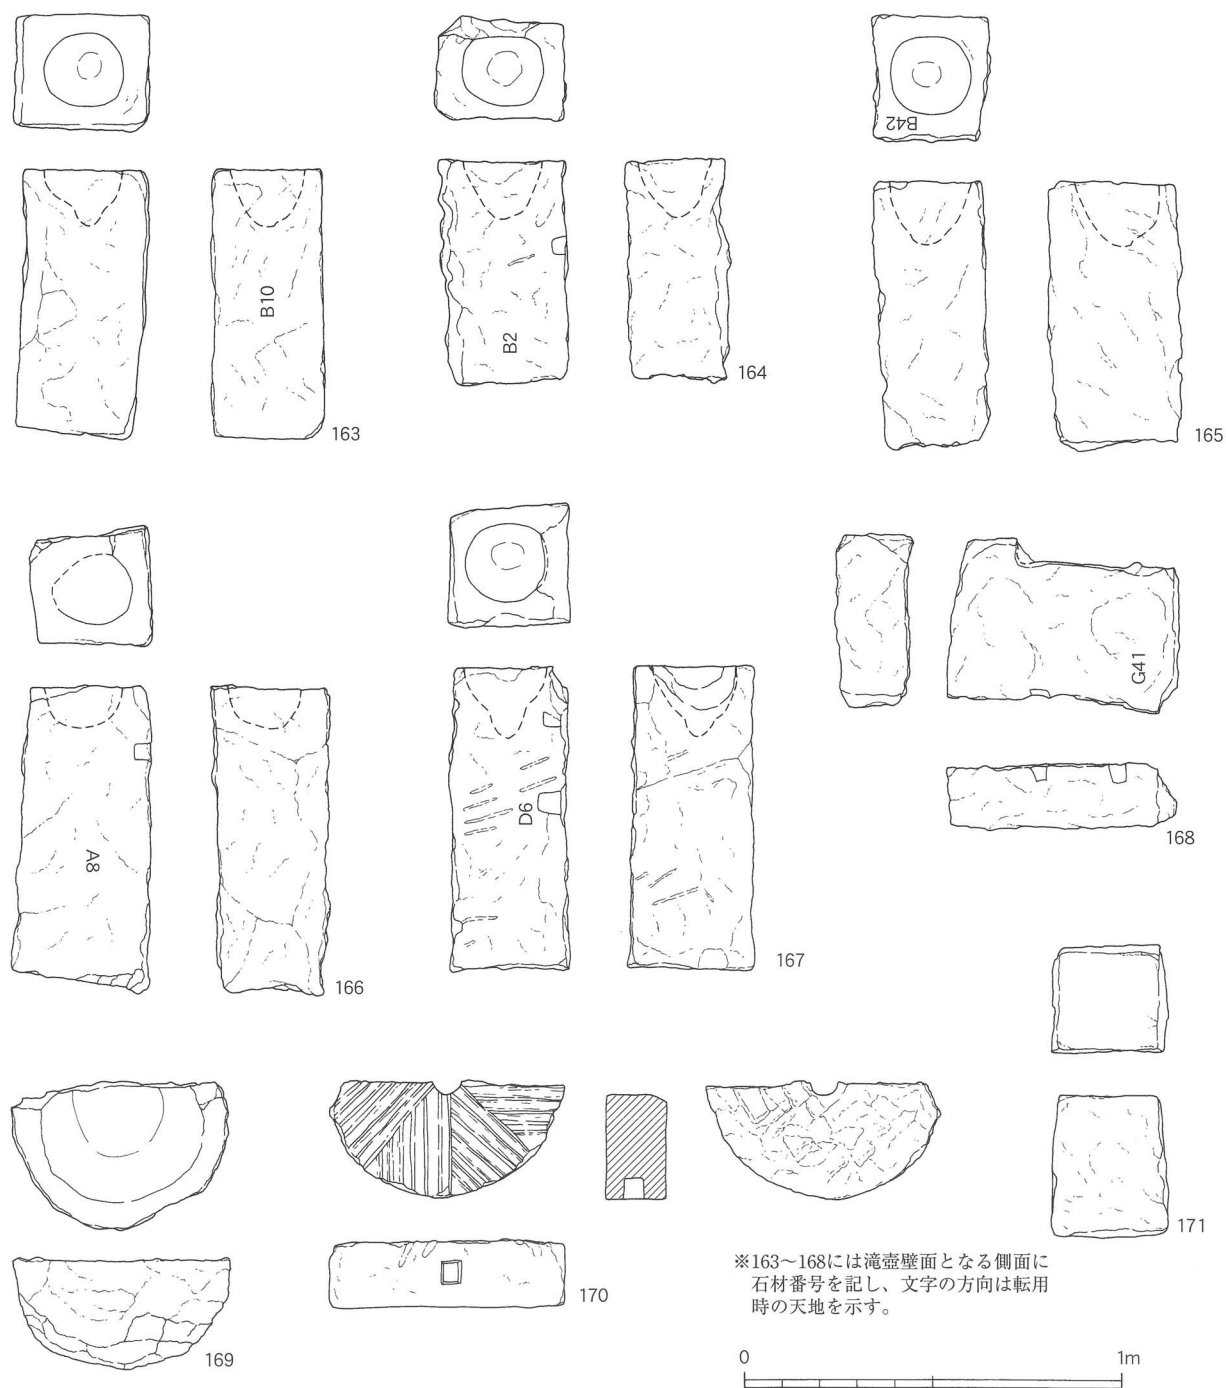 B42
B10
B2
163
164
165
A8
D6
G41
166
167
168
169
170
171
※163~168には滝壺壁面となる側面に
石材番号を記し、文字の方向は転用
時の天地を示す。
0 1m